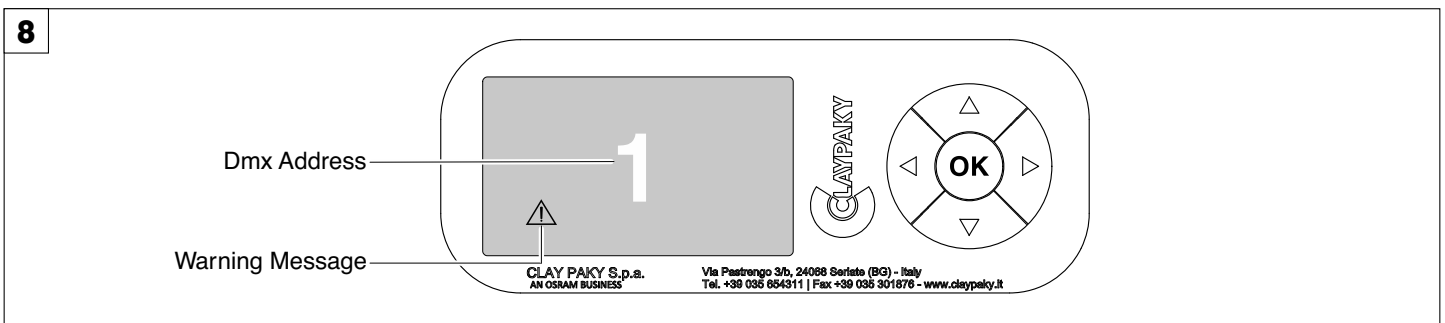 8
Dmx Address
1
Warning Message
CLAYPAKY
OK
CLAY PAKY S.p.a.
AN OSRAM BUSINESS
Via Pastrengo 3/b, 24068 Seriate (BG) - Italy
Tel. +39 035 654311 | Fax +39 035 301876 - www.claypaky.it